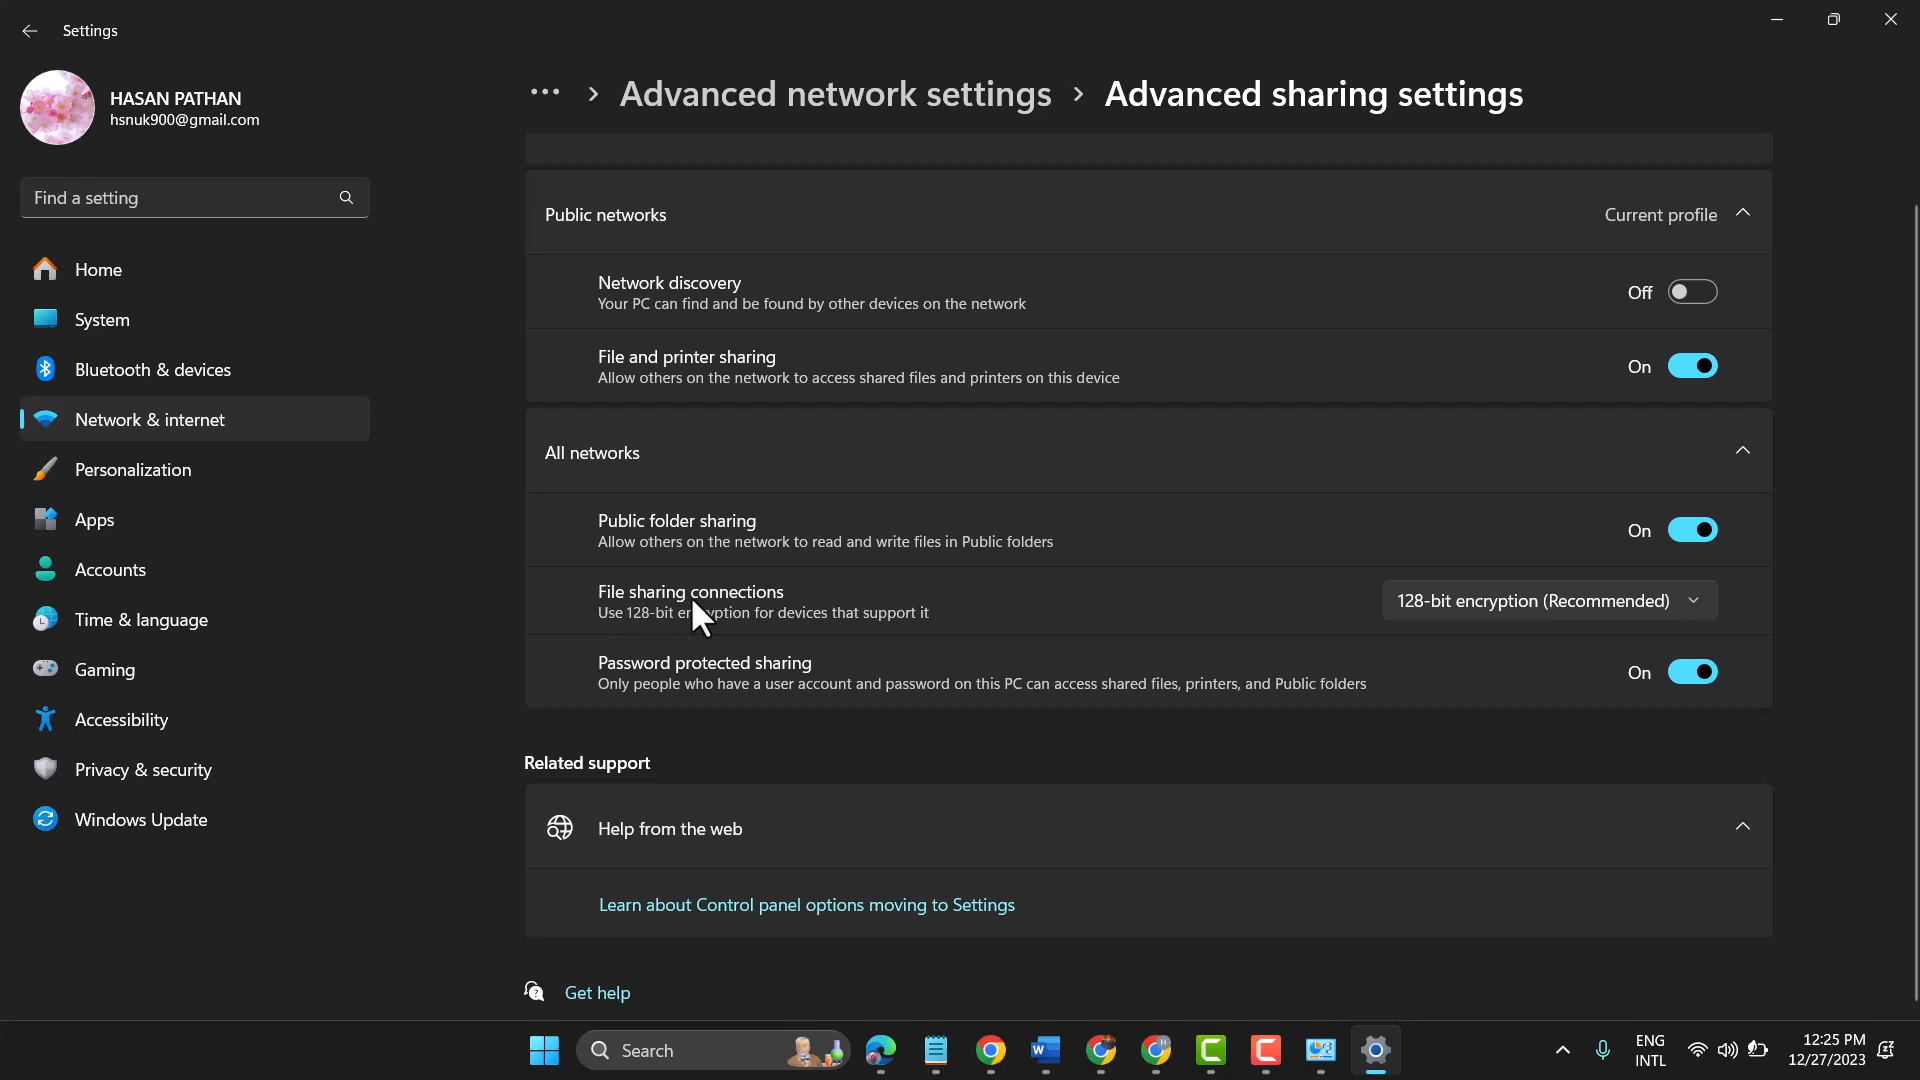 Settings
HASAN PATHAN
hsnuk900@gmail.com
Find a setting
Home
System
Bluetooth & devices
Network & internet
Personalization
Apps
Accounts
Time & language
Gaming
Accessibility
Privacy & security
Windows Update
... > Advanced network settings > Advanced sharing settings
Public networks Current profile
Network discovery
Your PC can find and be found by other devices on the network
Off
File and printer sharing
Allow others on the network to access shared files and printers on this device
On
All networks
Public folder sharing
Allow others on the network to read and write files in Public folders
On
File sharing connections
Use 128-bit encryption for devices that support it
128-bit encryption (Recommended)
Password protected sharing
Only people who have a user account and password on this PC can access shared files, printers, and Public folders
On
Related support
Help from the web
Learn about Control panel options moving to Settings
Get help
Search
ENG
INTL
12:25 PM
12/27/2023